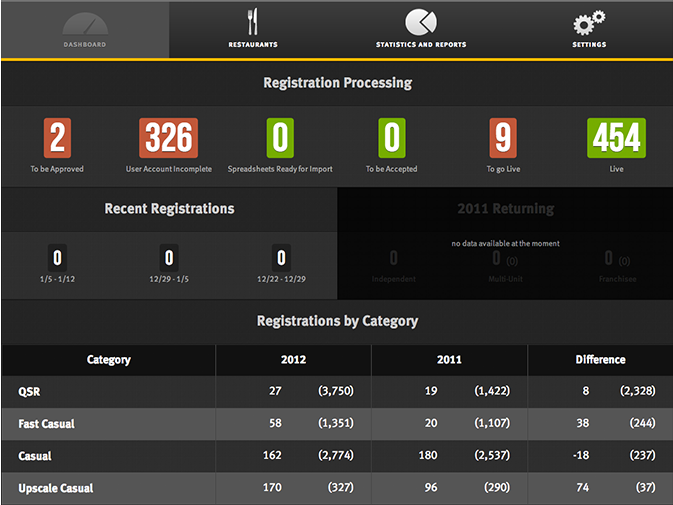 DASHBOARD RESTAURANTS STATISTICS AND REPORTS SETTINGS
Registration Processing
2 326 0 0 9 454
To be Approved User Account Incomplete Spreadsheets Ready for Import To be Accepted To go Live Live
Recent Registrations 2011 Returning
no data available at the moment
0 0 0 0 0 (0) 0 (0)
1/5 - 1/12 12/29 - 1/5 12/22 - 12/29 Independent Multi-Unit Franchisee
Registrations by Category
Category 2012 2011 Difference
QSR 27 (3,750) 19 (1,422) 8 (2,328)
Fast Casual 58 (1,351) 20 (1,107) 38 (244)
Casual 162 (2,774) 180 (2,537) -18 (237)
Upscale Casual 170 (327) 96 (290) 74 (37)